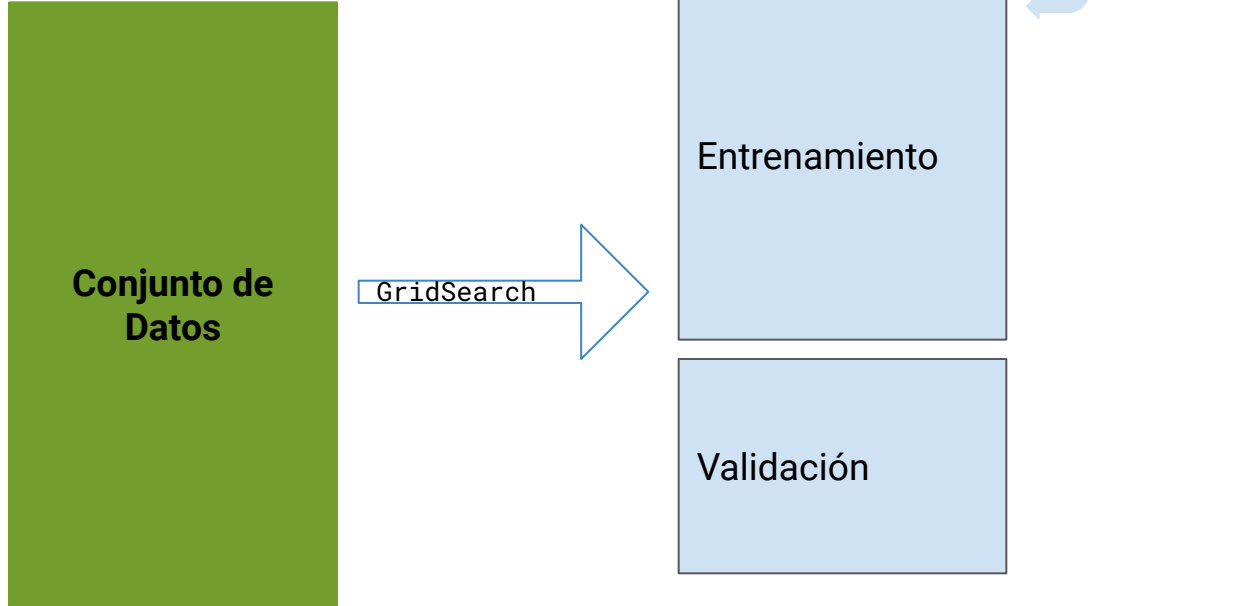 Conjunto de
Datos
GridSearch
Entrenamiento
Validación